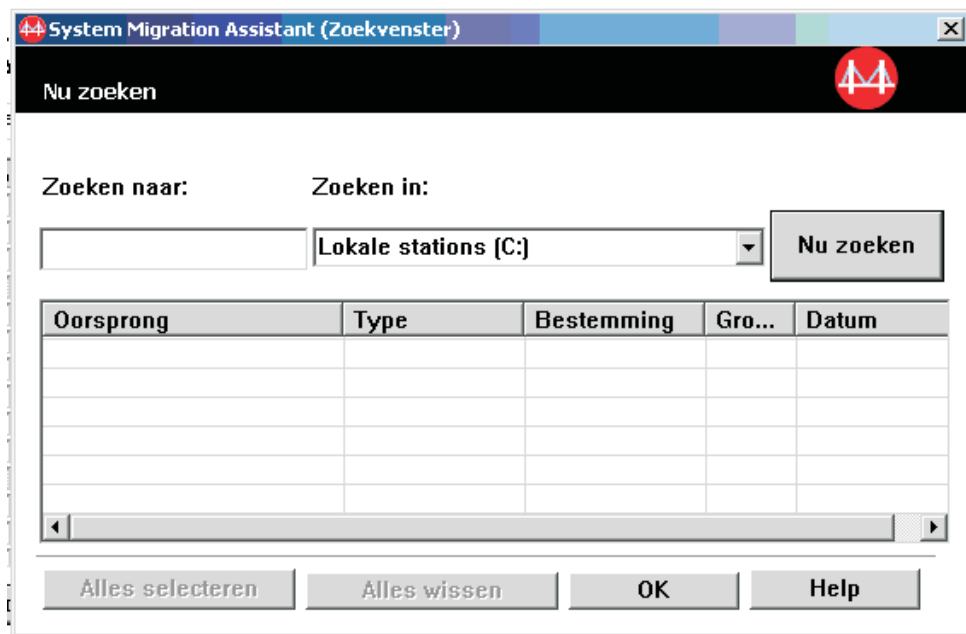 System Migration Assistant (Zoekvenster)
Nu zoeken
Zoeken naar: Zoeken in:
Lokale stations (C:) Nu zoeken
Oorsprong Type Bestemming Gro... Datum
Alles selecteren Alles wissen OK Help